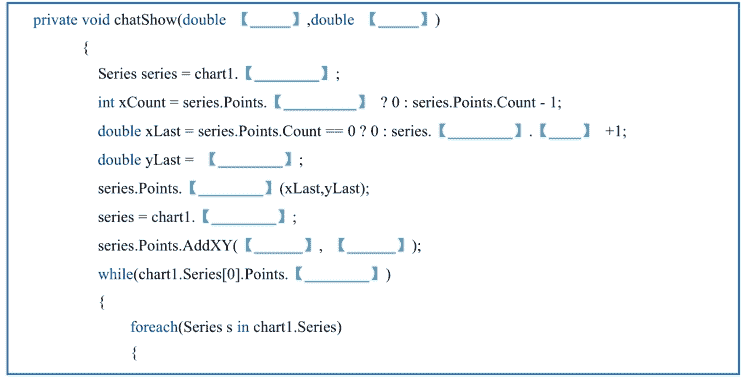 private void chatShow(double 【_____】,double 【_____】)
{
Series series = chart1.【________】;
int xCount = series.Points.【_________】 ? 0 : series.Points.Count - 1;
double xLast = series.Points.Count == 0 ? 0 : series.【________】.【____】 +1;
double yLast = 【________】;
series.Points.【________】(xLast,yLast);
series = chart1.【________】;
series.Points.AddXY(【______】, 【______】);
while(chart1.Series[0].Points.【________】)
{
foreach(Series s in chart1.Series)
{